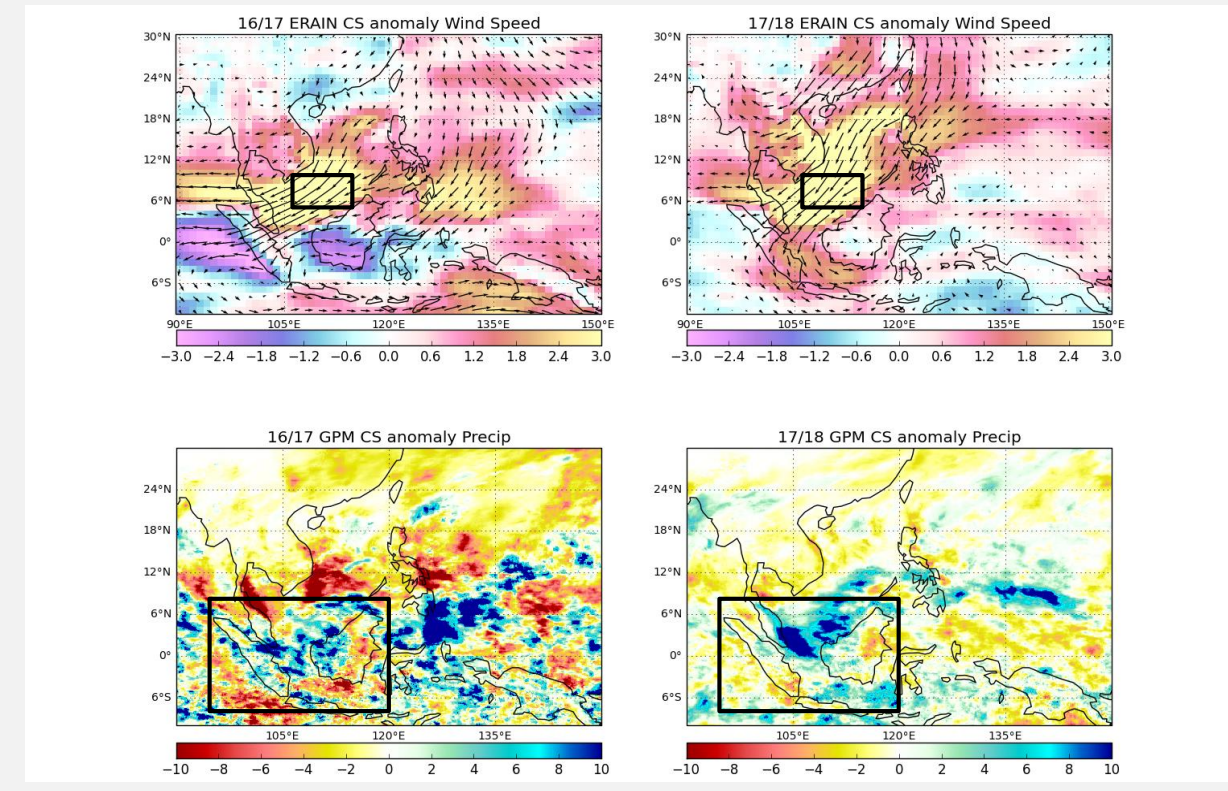 16/17 ERAIN CS anomaly Wind Speed
30°N
24°N
18°N
12°N
6°N
0°
6°S
90°E 105°E 120°E 135°E 150°E
−3.0 −2.4 −1.8 −1.2 −0.6 0.0 0.6 1.2 1.8 2.4 3.0
17/18 ERAIN CS anomaly Wind Speed
30°N
24°N
18°N
12°N
6°N
0°
6°S
90°E 105°E 120°E 135°E 150°E
−3.0 −2.4 −1.8 −1.2 −0.6 0.0 0.6 1.2 1.8 2.4 3.0
16/17 GPM CS anomaly Precip
24°N
18°N
12°N
6°N
0°
6°S
105°E 120°E 135°E
−10 −8 −6 −4 −2 0 2 4 6 8 10
17/18 GPM CS anomaly Precip
24°N
18°N
12°N
6°N
0°
6°S
105°E 120°E 135°E
−10 −8 −6 −4 −2 0 2 4 6 8 10